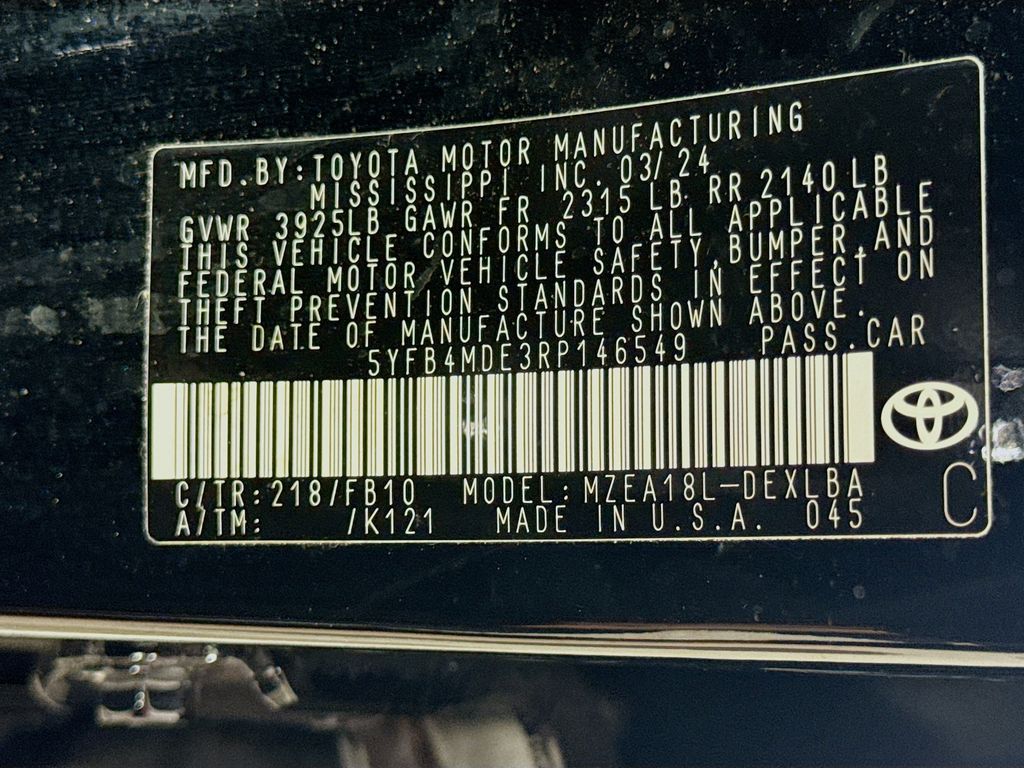 MFD.BY:TOYOTA MOTOR MANUFACTURING
MISSISSIPPI INC. 03/24
GVWR 3925LB GAWR FR 2315 LB RR 2140 LB
THIS VEHICLE CONFORMS TO ALL APPLICABLE
FEDERAL MOTOR VEHICLE SAFETY,BUMPER,AND
THEFT PREVENTION STANDARDS IN EFFECT ON
THE DATE OF MANUFACTURE SHOWN ABOVE.
5YFB4MDE3RP146549 PASS.CAR
C/TR:218/FB10 MODEL:MZEA18L-DEXLBA
A/TM: /K121 MADE IN U.S.A. 045
C